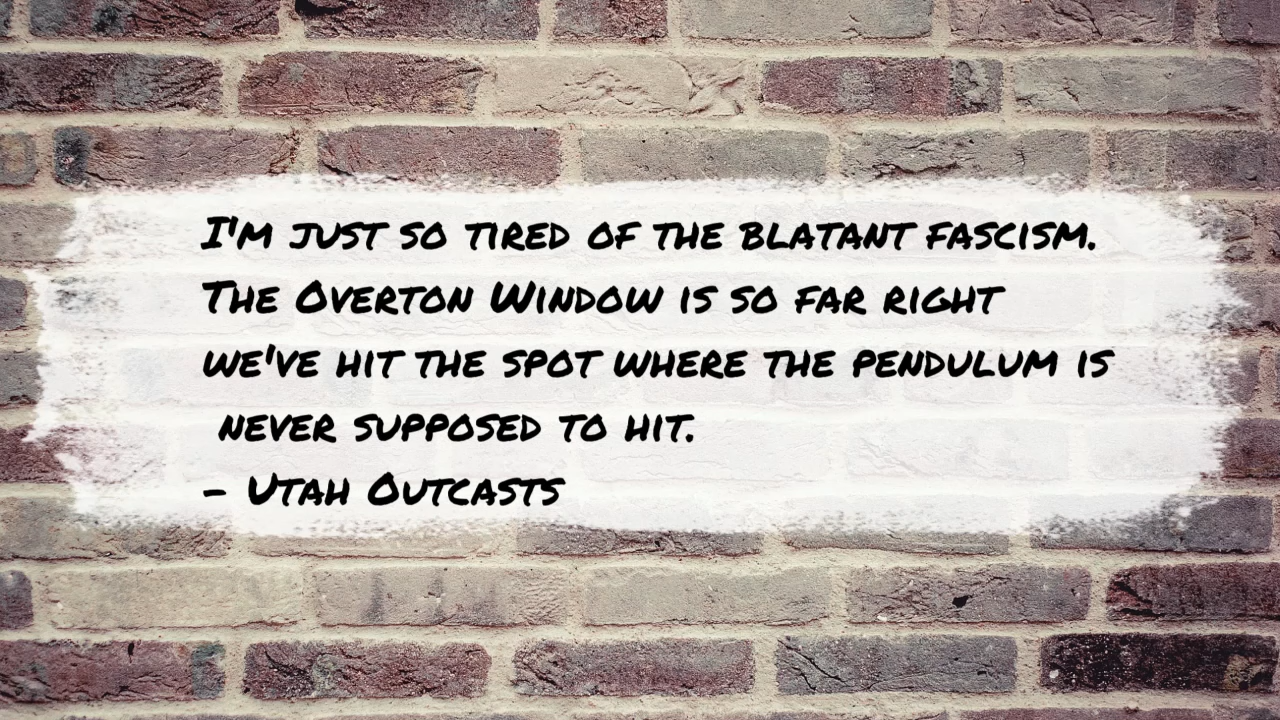 I'm just so tired of the blatant fascism.
The Overton Window is so far right
we've hit the spot where the pendulum is
never supposed to hit.
- Utah Outcasts